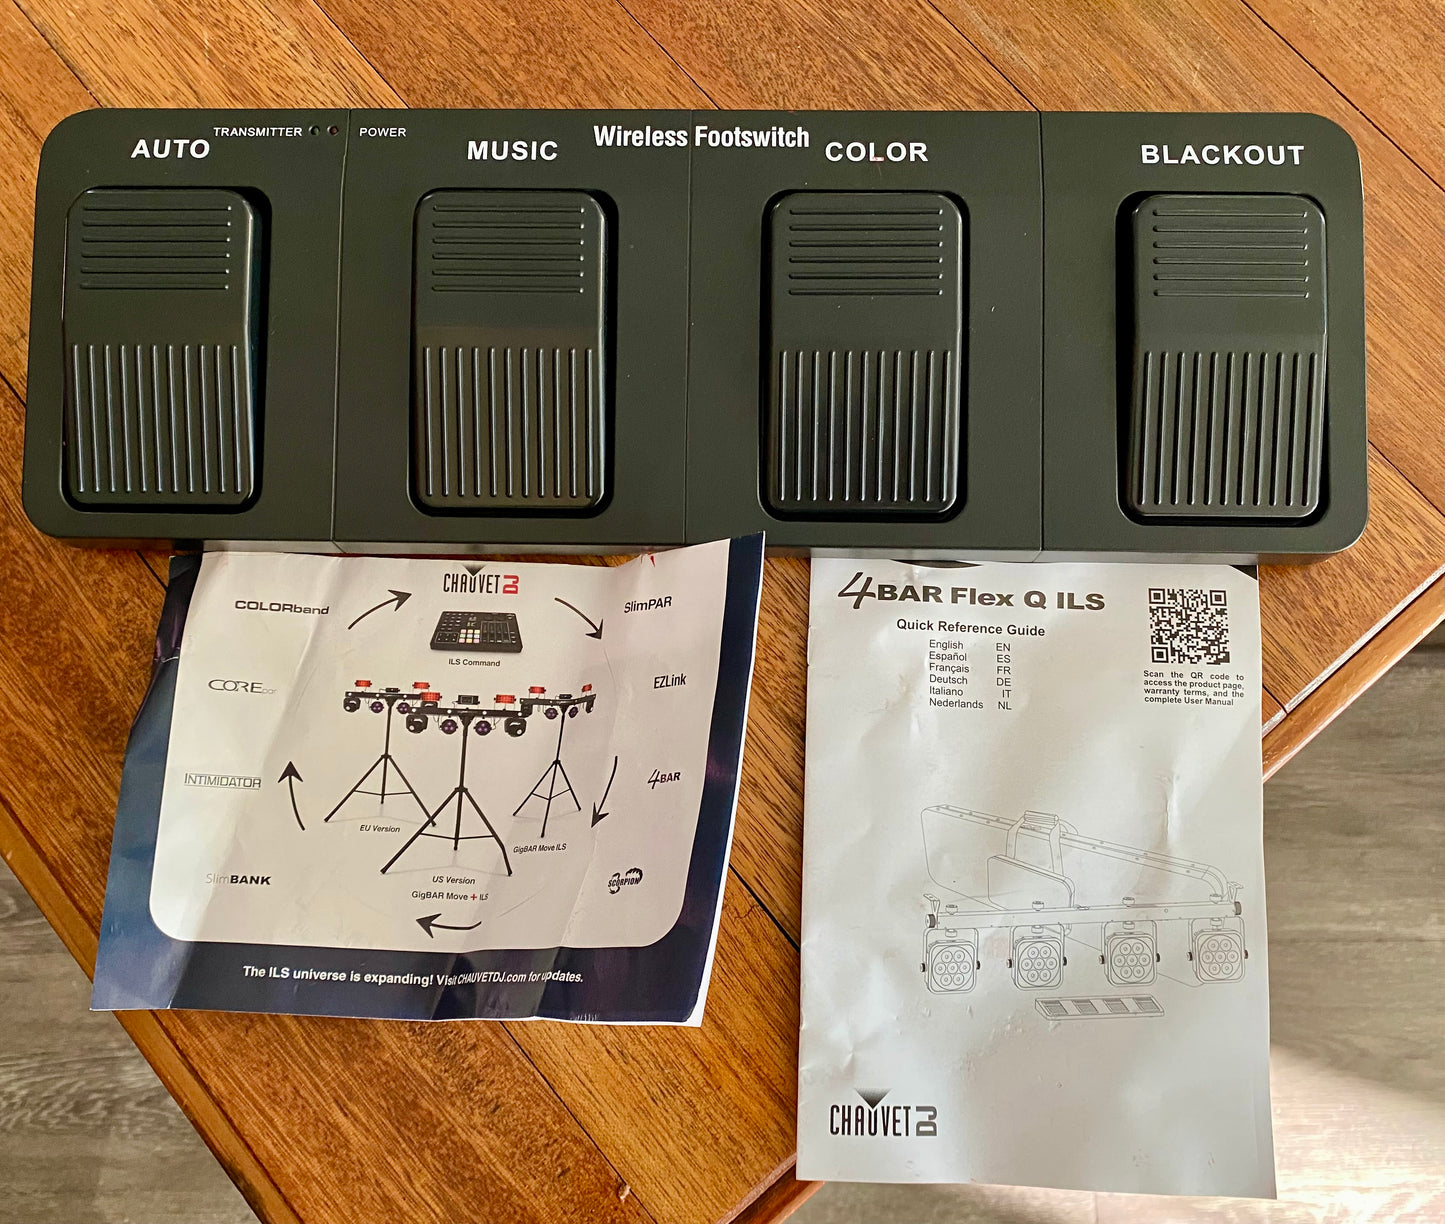 AUTO
TRANSMITTER
POWER
MUSIC
Wireless Footswitch
COLOR
BLACKOUT
CHAUVET DJ
COLORband
SlimPAR
ILS Command
CORE bar
EZLink
INTIMIDATOR
4BAR
EU Version
GigBAR Move ILS
SlimBANK
US Version
GigBAR Move + ILS
SCORPION
The ILS universe is expanding! Visit CHAUVETDJ.com for updates.
4BAR Flex Q ILS
Quick Reference Guide
English EN
Español ES
Français FR
Deutsch DE
Italiano IT
Nederlands NL
Scan the QR code to
access the product page,
warranty terms, and the
complete User Manual
CHAUVET DJ